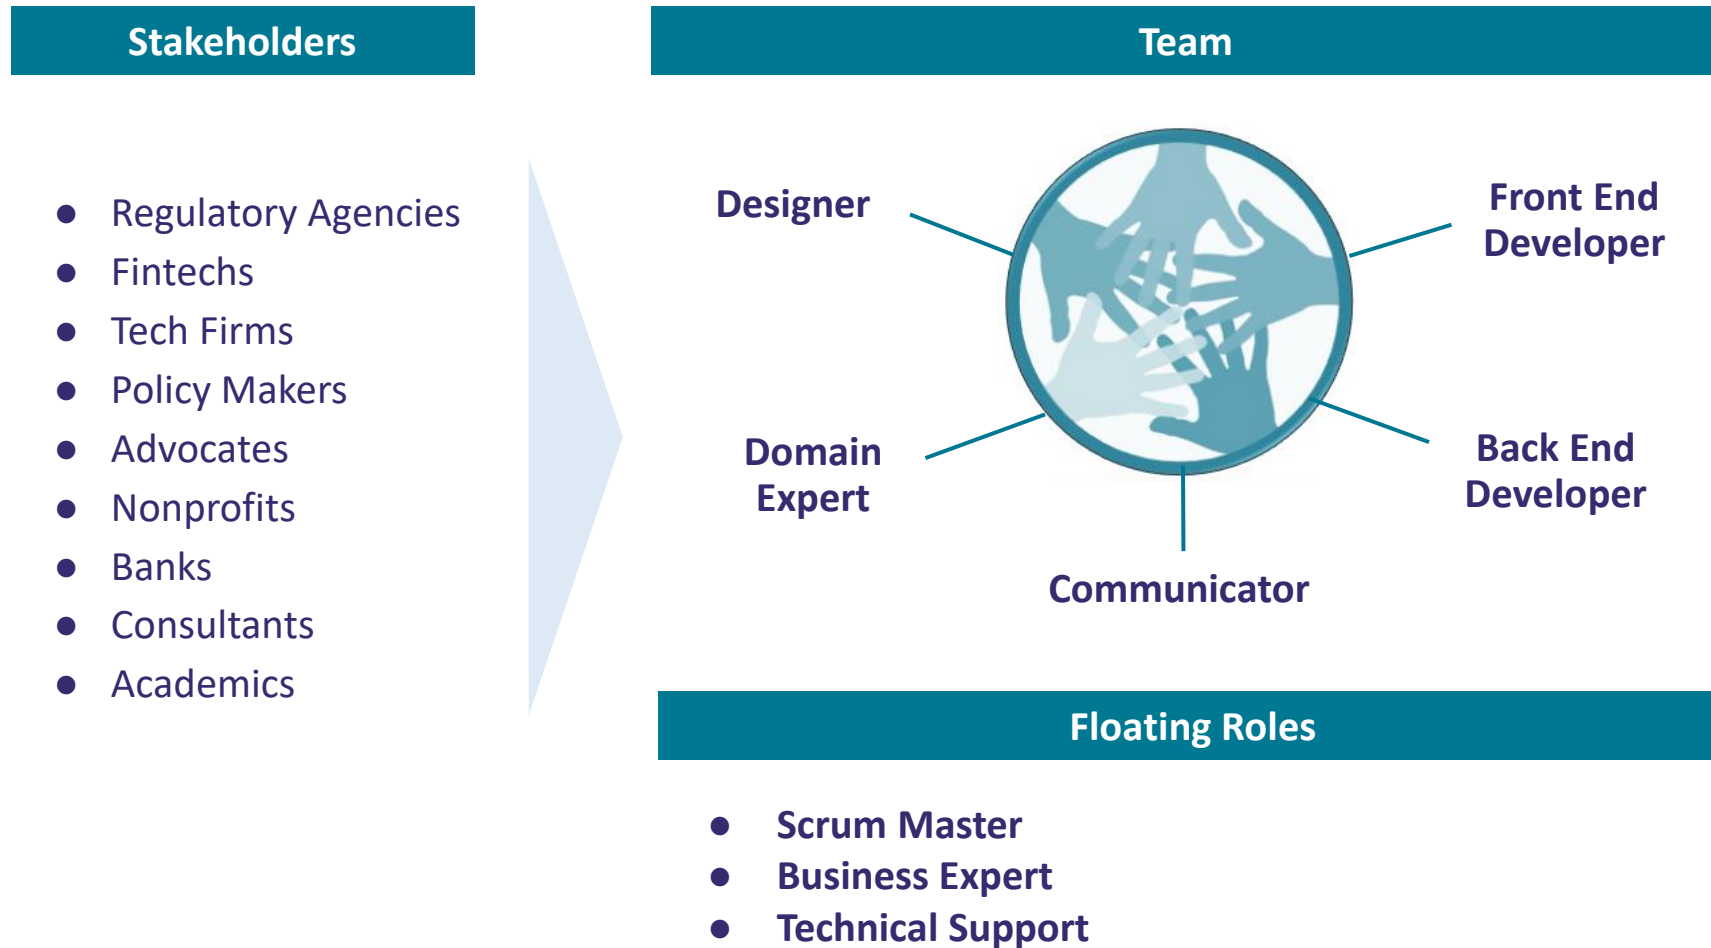 Stakeholders
● Regulatory Agencies
● Fintechs
● Tech Firms
● Policy Makers
● Advocates
● Nonprofits
● Banks
● Consultants
● Academics
Team
Designer
Front End
Developer
Domain
Expert
Back End
Developer
Communicator
Floating Roles
● Scrum Master
● Business Expert
● Technical Support